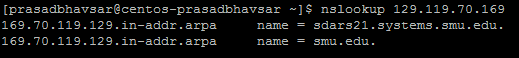 [prasadbhavsar@centos-prasadbhavsar ~]$ nslookup 129.119.70.169
169.70.119.129.in-addr.arpa name = sdars21.systems.smu.edu.
169.70.119.129.in-addr.arpa name = smu.edu.